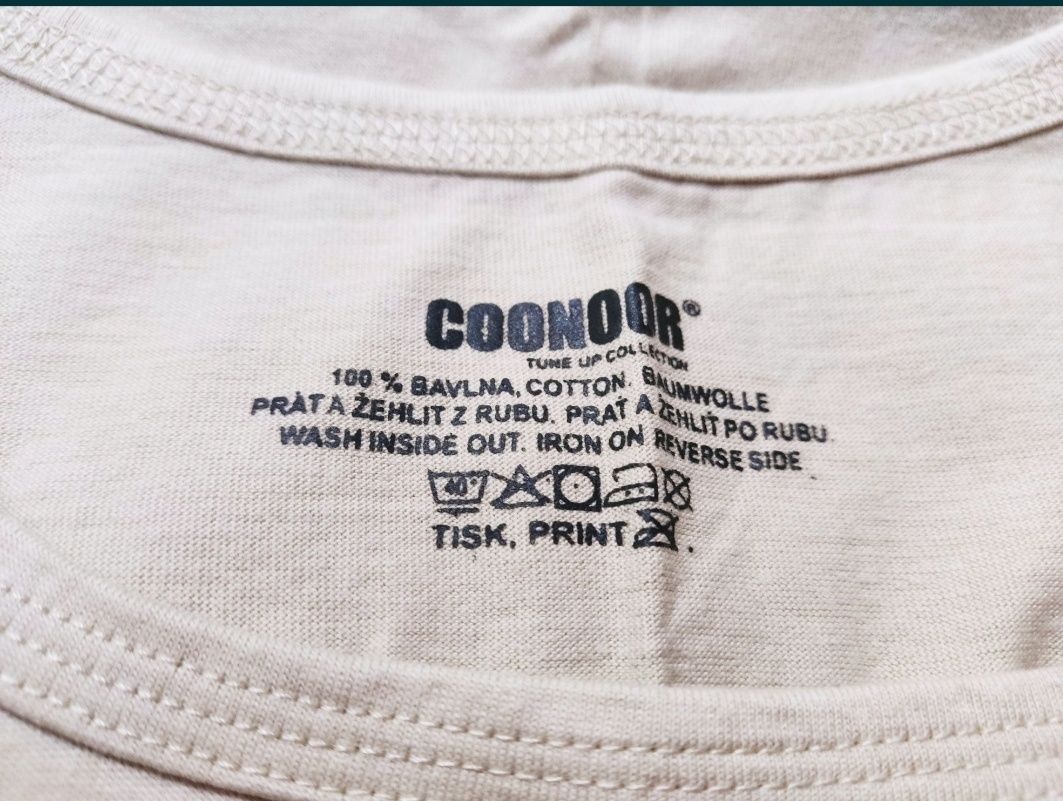 COONOOR®
TUNE UP COLLECTION
100 % BAVLNA, COTTON. BAUMWOLLE
PRÁT A ŽEHLIT Z RUBU. PRAŤ A ŽEHLIŤ PO RUBU.
WASH INSIDE OUT. IRON ON REVERSE SIDE
40°
TISK, PRINT .